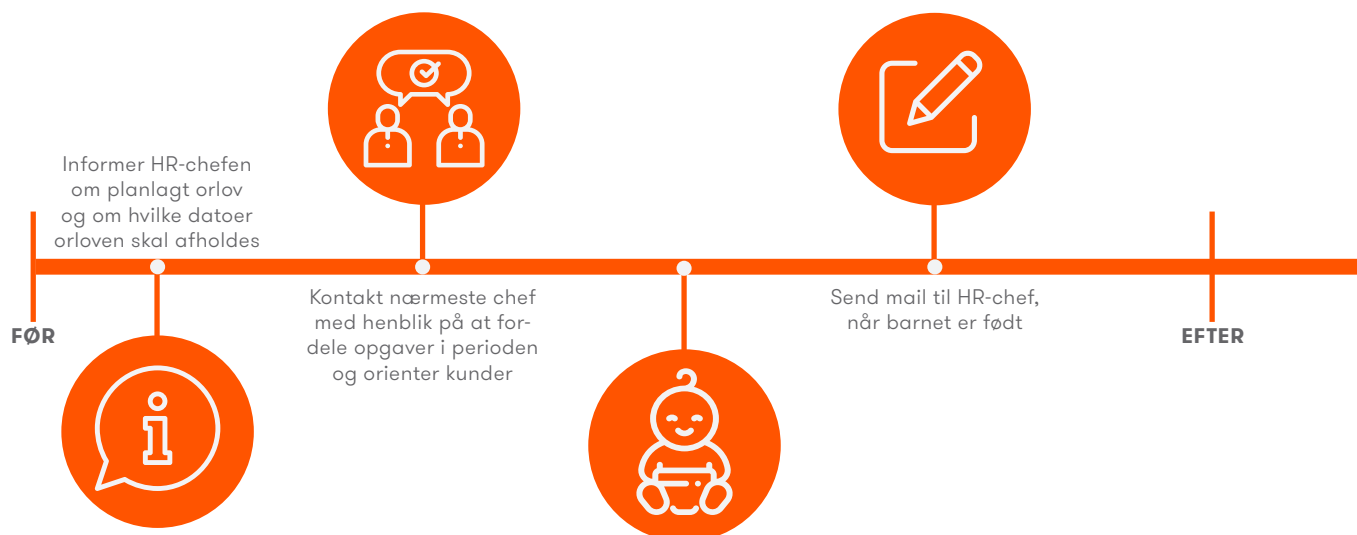 Informer HR-chefen
om planlagt orlov
og om hvilke datoer
orloven skal afholdes
FØR
Kontakt nærmeste chef
med henblik på at for-
dele opgaver i perioden
og orienter kunder
Send mail til HR-chef,
når barnet er født
EFTER